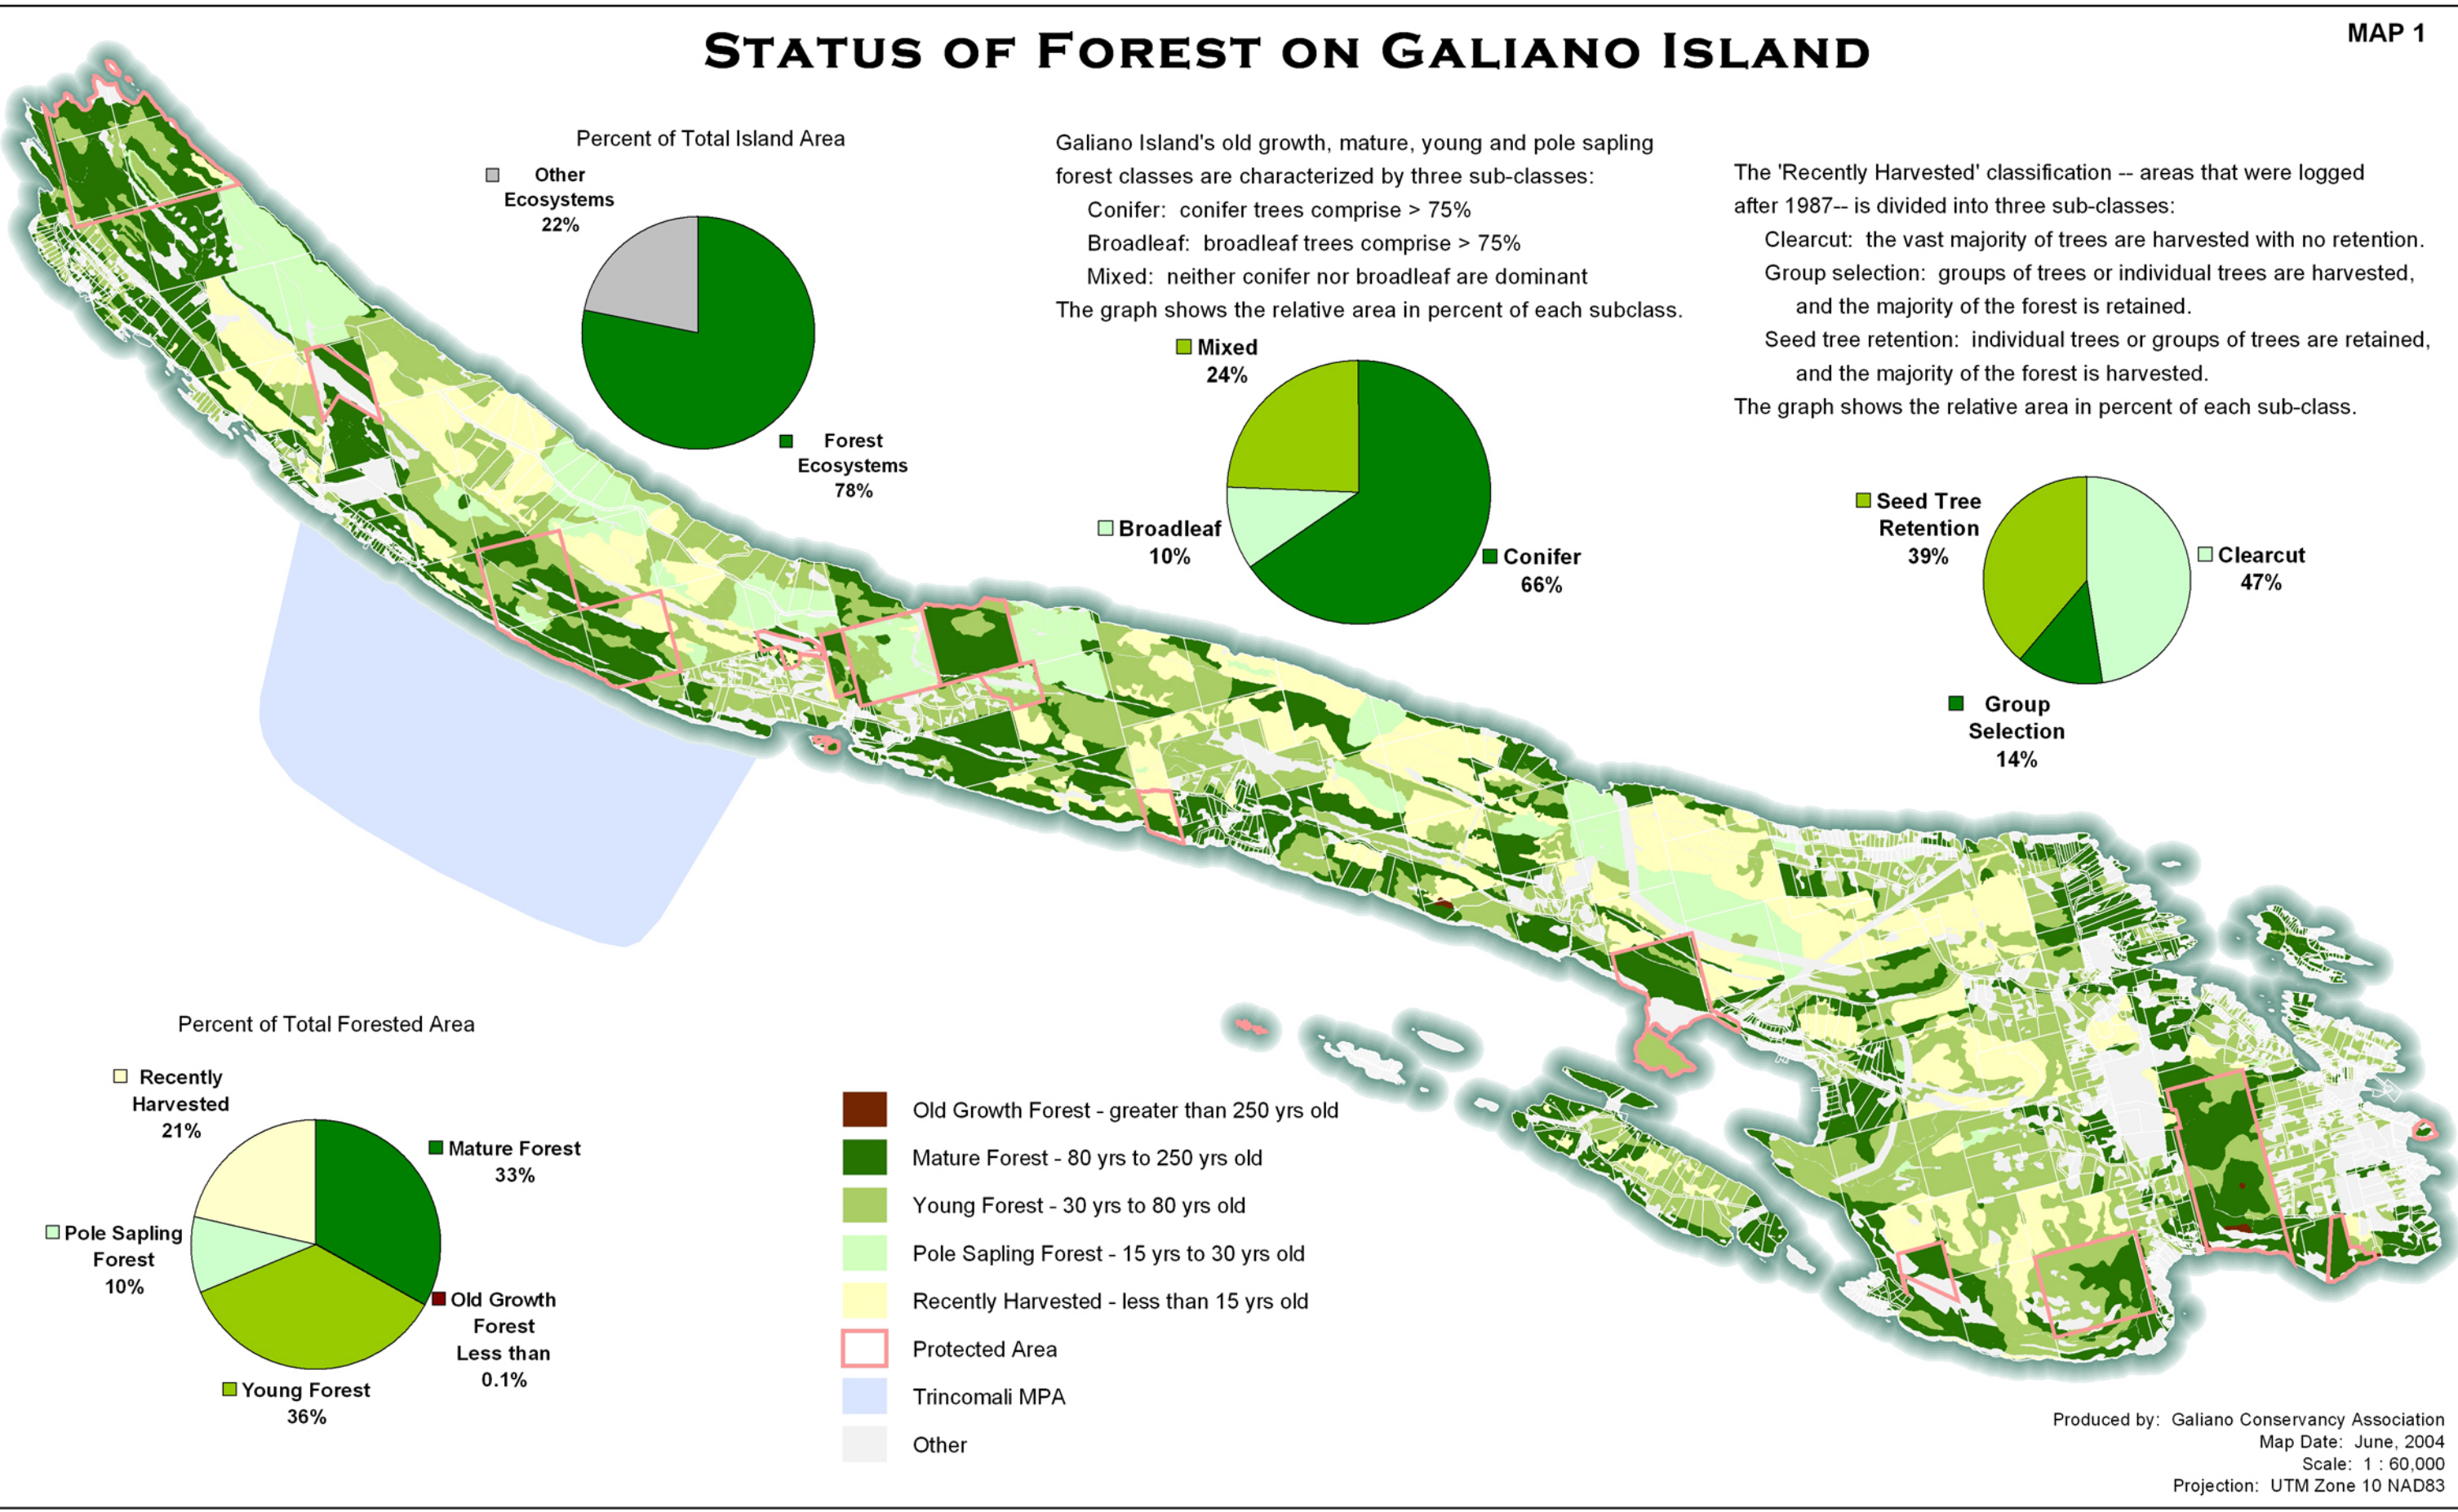 MAP 1
STATUS OF FOREST ON GALIANO ISLAND
Percent of Total Island Area
Other
Ecosystems
22%
Forest
Ecosystems
78%
Galiano Island's old growth, mature, young and pole sapling
forest classes are characterized by three sub-classes:
Conifer: conifer trees comprise > 75%
Broadleaf: broadleaf trees comprise > 75%
Mixed: neither conifer nor broadleaf are dominant
The graph shows the relative area in percent of each subclass.
Mixed
24%
Broadleaf
10%
Conifer
66%
The 'Recently Harvested' classification -- areas that were logged
after 1987-- is divided into three sub-classes:
Clearcut: the vast majority of trees are harvested with no retention.
Group selection: groups of trees or individual trees are harvested,
and the majority of the forest is retained.
Seed tree retention: individual trees or groups of trees are retained,
and the majority of the forest is harvested.
The graph shows the relative area in percent of each sub-class.
Seed Tree
Retention
39%
Clearcut
47%
Group
Selection
14%
Percent of Total Forested Area
Recently
Harvested
21%
Mature Forest
33%
Pole Sapling
Forest
10%
Old Growth
Forest
Less than
0.1%
Young Forest
36%
Old Growth Forest - greater than 250 yrs old
Mature Forest - 80 yrs to 250 yrs old
Young Forest - 30 yrs to 80 yrs old
Pole Sapling Forest - 15 yrs to 30 yrs old
Recently Harvested - less than 15 yrs old
Protected Area
Trincomali MPA
Other
Produced by: Galiano Conservancy Association
Map Date: June, 2004
Scale: 1 : 60,000
Projection: UTM Zone 10 NAD83